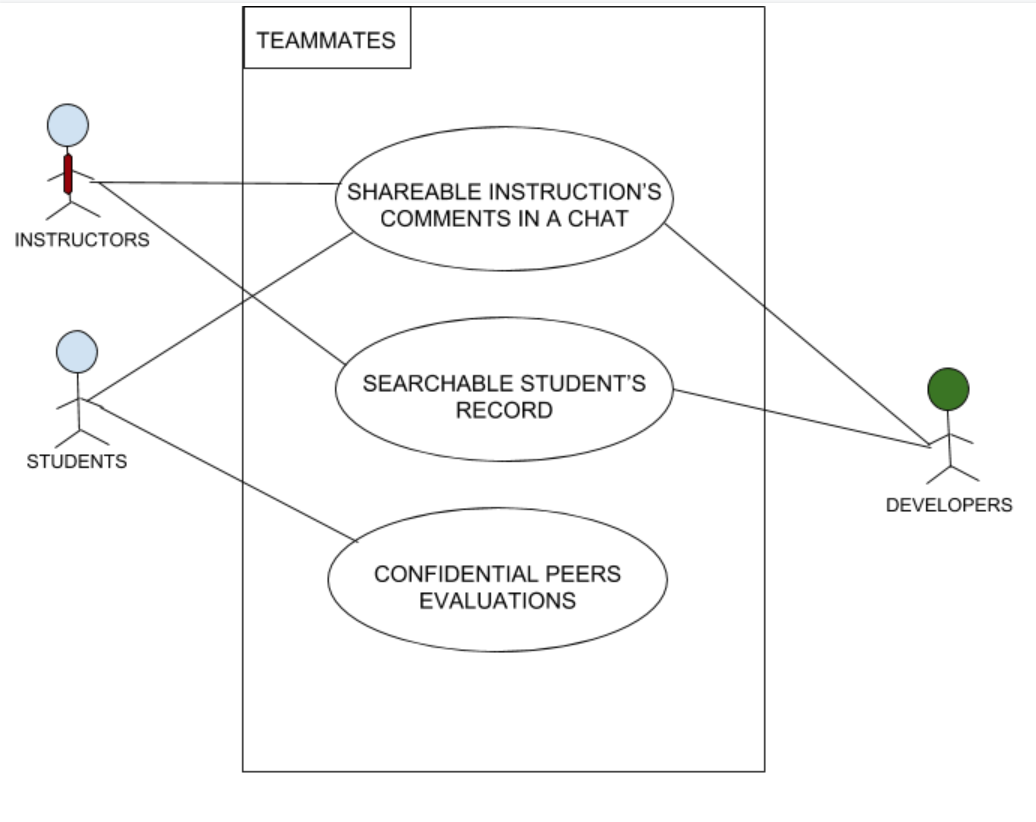 TEAMMATES
SHAREABLE INSTRUCTION'S
COMMENTS IN A CHAT
INSTRUCTORS
SEARCHABLE STUDENT'S
RECORD
STUDENTS
DEVELOPERS
CONFIDENTIAL PEERS
EVALUATIONS